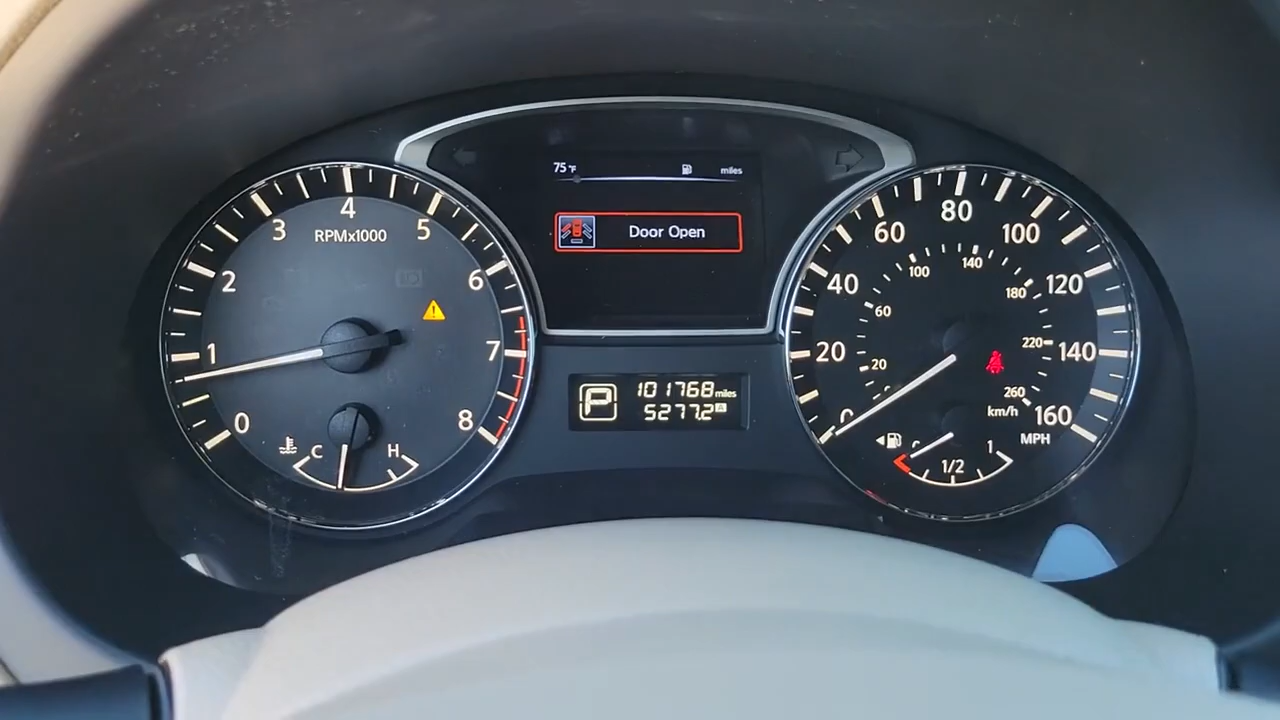 75°F miles
Door Open
0 1 2 3 4 5 6 7 8
RPMx1000
C H
P 101768 miles
5277.2 A
0 20 40 60 80 100 120 140 160
20 60 100 140 180 220 260
km/h
MPH
1/2 1